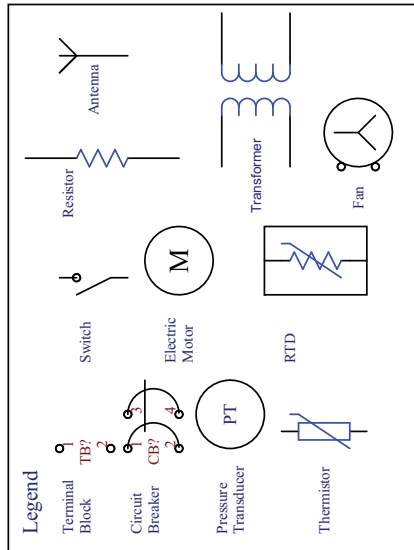 Legend
Terminal
Block
1
TB?
2
Circuit
Breaker
1
3
CB?
2
4
Pressure
Transducer
PT
Thermistor
Switch
Electric
Motor
M
RTD
Resistor
Antenna
Transformer
Fan